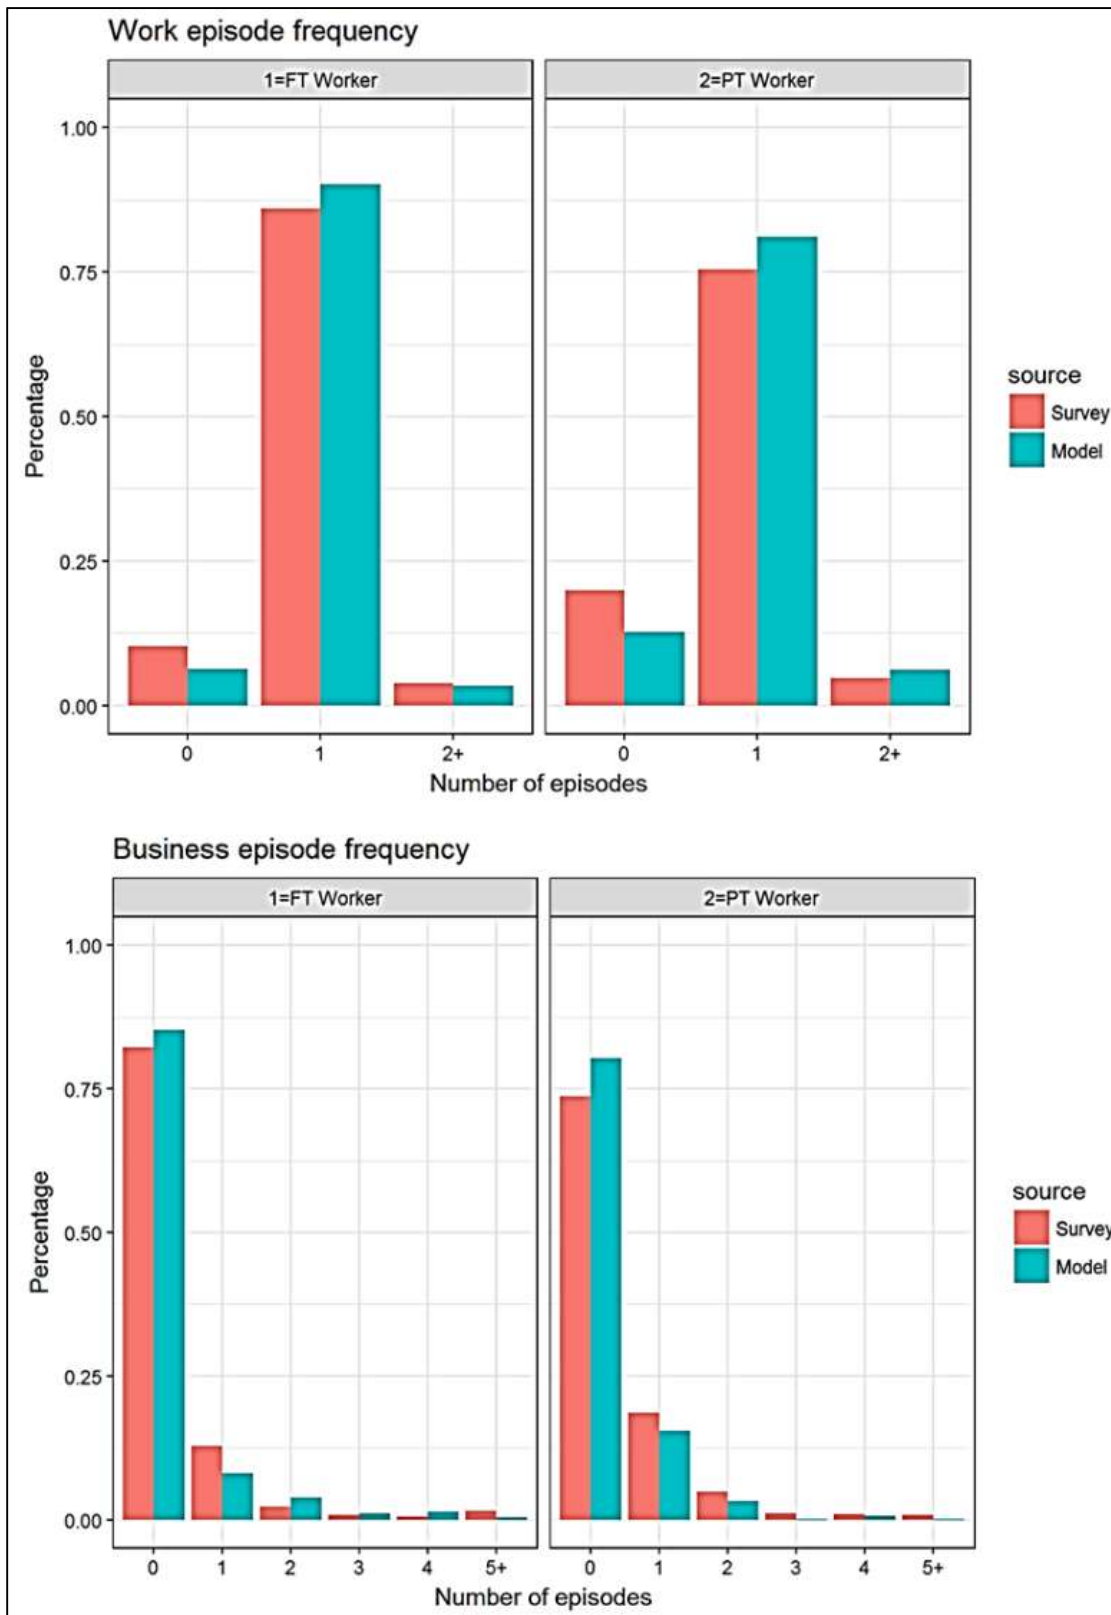 Work episode frequency
1=FT Worker 2=PT Worker
1.00
0.75
0.50
0.25
0.00
Percentage
0 1 2+ 0 1 2+
Number of episodes
source
Survey
Model
Business episode frequency
1=FT Worker 2=PT Worker
1.00
0.75
0.50
0.25
0.00
Percentage
0 1 2 3 4 5+ 0 1 2 3 4 5+
Number of episodes
source
Survey
Model